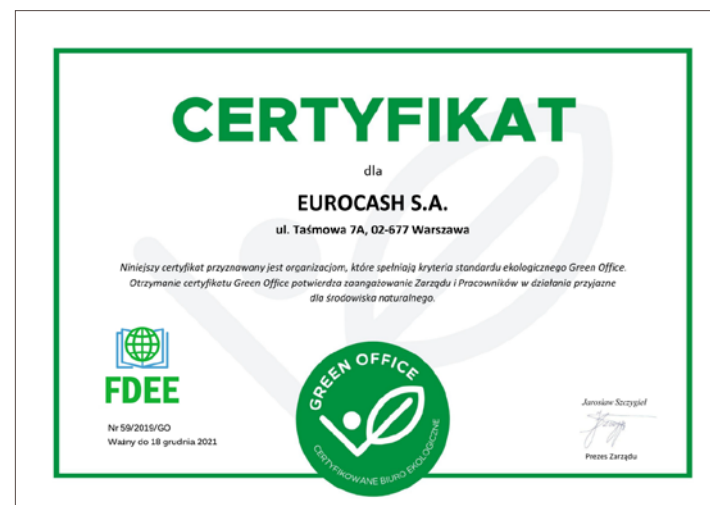 CERTYFIKAT
dla
EUROCASH S.A.
ul. Taśmowa 7A, 02-677 Warszawa
Niniejszy certyfikat przyznawany jest organizacjom, które spełniają kryteria standardu ekologicznego Green Office.
Otrzymanie certyfikatu Green Office potwierdza zaangażowanie Zarządu i Pracowników w działania przyjazne
dla środowiska naturalnego.
FDEE
Nr 59/2019/GO
Ważny do 18 grudnia 2021
GREEN OFFICE
CERTYFIKOWANE BIURO EKOLOGICZNE
Jarosław Szczygieł
Prezes Zarządu